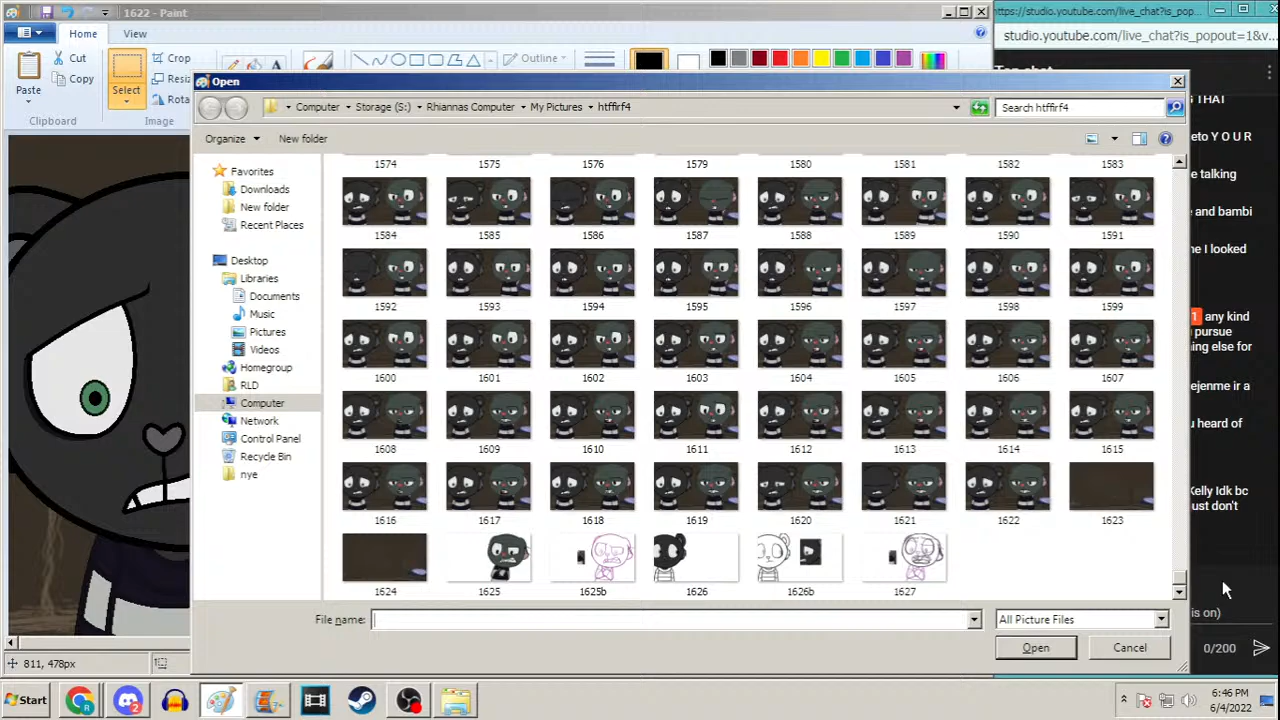 1622 - Paint
https://studio.youtube.com/live_chat?is_pop...
Home
View
studio.youtube.com/live_chat?is_popout=1&v...
Paste
Cut
Copy
Clipboard
Select
Crop
Image
Outline
Open
Computer
Storage (S:)
Rhiannas Computer
My Pictures
htffirf4
Search htffirf4
Organize
New folder
Favorites
Downloads
New folder
Recent Places
Desktop
Libraries
Documents
Music
Pictures
Videos
Homegroup
RLD
Computer
Network
Control Panel
Recycle Bin
nye
1574 1575 1576 1579 1580 1581 1582 1583
1584 1585 1586 1587 1588 1589 1590 1591
1592 1593 1594 1595 1596 1597 1598 1599
1600 1601 1602 1603 1604 1605 1606 1607
1608 1609 1610 1611 1612 1613 1614 1615
1616 1617 1618 1619 1620 1621 1622 1623
1624 1625 1625b 1626 1626b 1627
File name:
All Picture Files
Open
Cancel
THAT
eto Y O U R
e talking
and bambi
me I looked
1 any kind
pursue
ng else for
ejenme ir a
u heard of
Kelly Idk bc
ust don't
is on)
0/200
811, 478px
Start
6:46 PM
6/4/2022